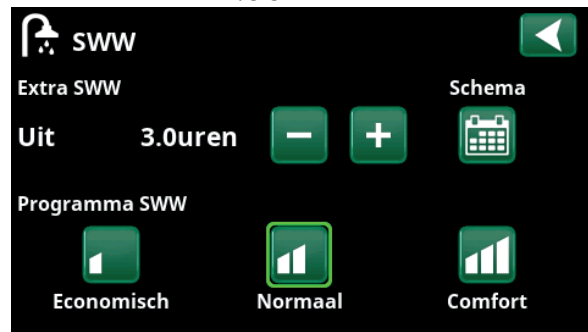 SWW
Extra SWW Schema
Uit 3.0uren
Programma SWW
Economisch Normaal Comfort